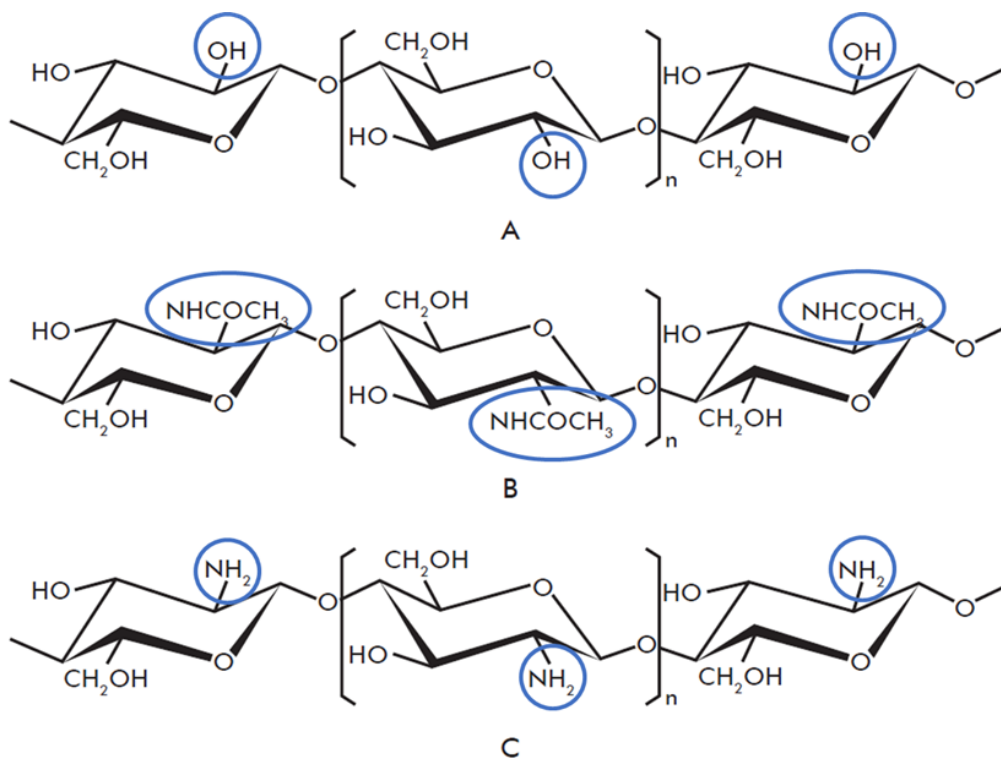 OH CH₂OH OH
HO O O HO
O O
O HO O
CH₂OH OH CH₂OH O
n
A
NHCOCH₃ CH₂OH NHCOCH₃
HO O O HO
O O
O HO O
CH₂OH NHCOCH₃ CH₂OH
n
B
NH₂ CH₂OH NH₂
HO O O HO O
O HO O O
CH₂OH NH₂ CH₂OH
n
C